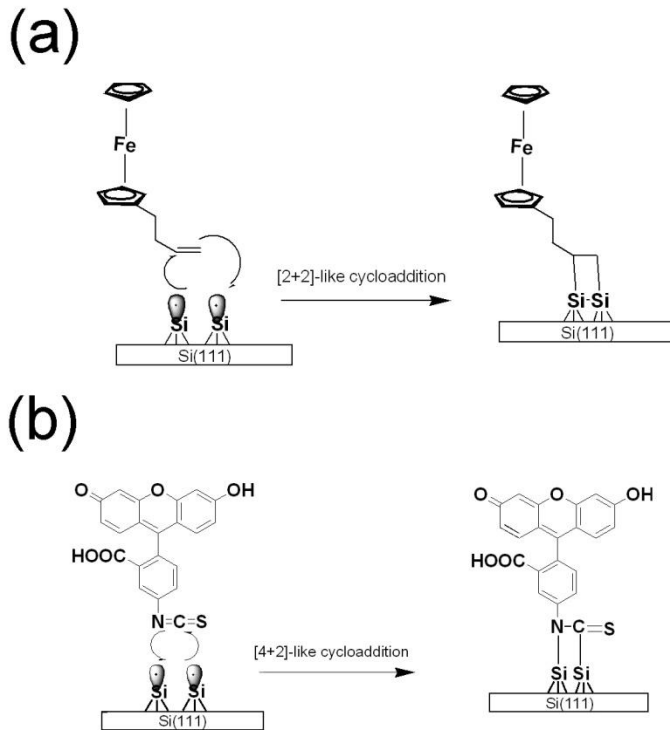 (a)
Fe
Fe
[2+2]-like cycloaddition
Si Si
Si(111)
Si-Si
Si(111)
(b)
O O OH
HOOC
N=C=S
[4+2]-like cycloaddition
Si Si
Si(111)
O O OH
HOOC
N-C=S
Si Si
Si(111)